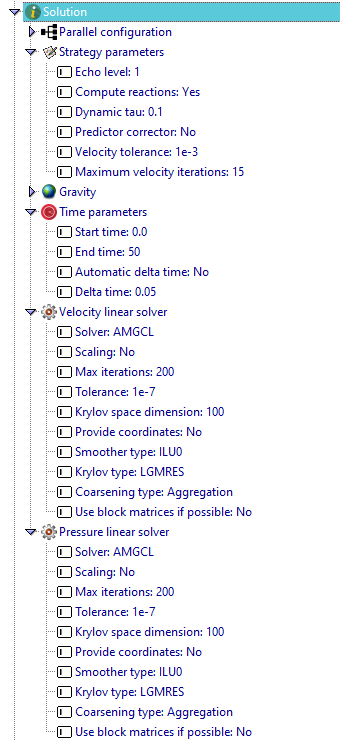 Solution
Parallel configuration
Strategy parameters
Echo level: 1
Compute reactions: Yes
Dynamic tau: 0.1
Predictor corrector: No
Velocity tolerance: 1e-3
Maximum velocity iterations: 15
Gravity
Time parameters
Start time: 0.0
End time: 50
Automatic delta time: No
Delta time: 0.05
Velocity linear solver
Solver: AMGCL
Scaling: No
Max iterations: 200
Tolerance: 1e-7
Krylov space dimension: 100
Provide coordinates: No
Smoother type: ILU0
Krylov type: LGMRES
Coarsening type: Aggregation
Use block matrices if possible: No
Pressure linear solver
Solver: AMGCL
Scaling: No
Max iterations: 200
Tolerance: 1e-7
Krylov space dimension: 100
Provide coordinates: No
Smoother type: ILU0
Krylov type: LGMRES
Coarsening type: Aggregation
Use block matrices if possible: No